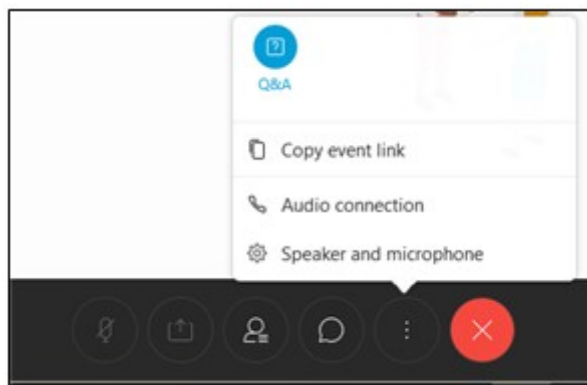 Q&A
Copy event link
Audio connection
Speaker and microphone